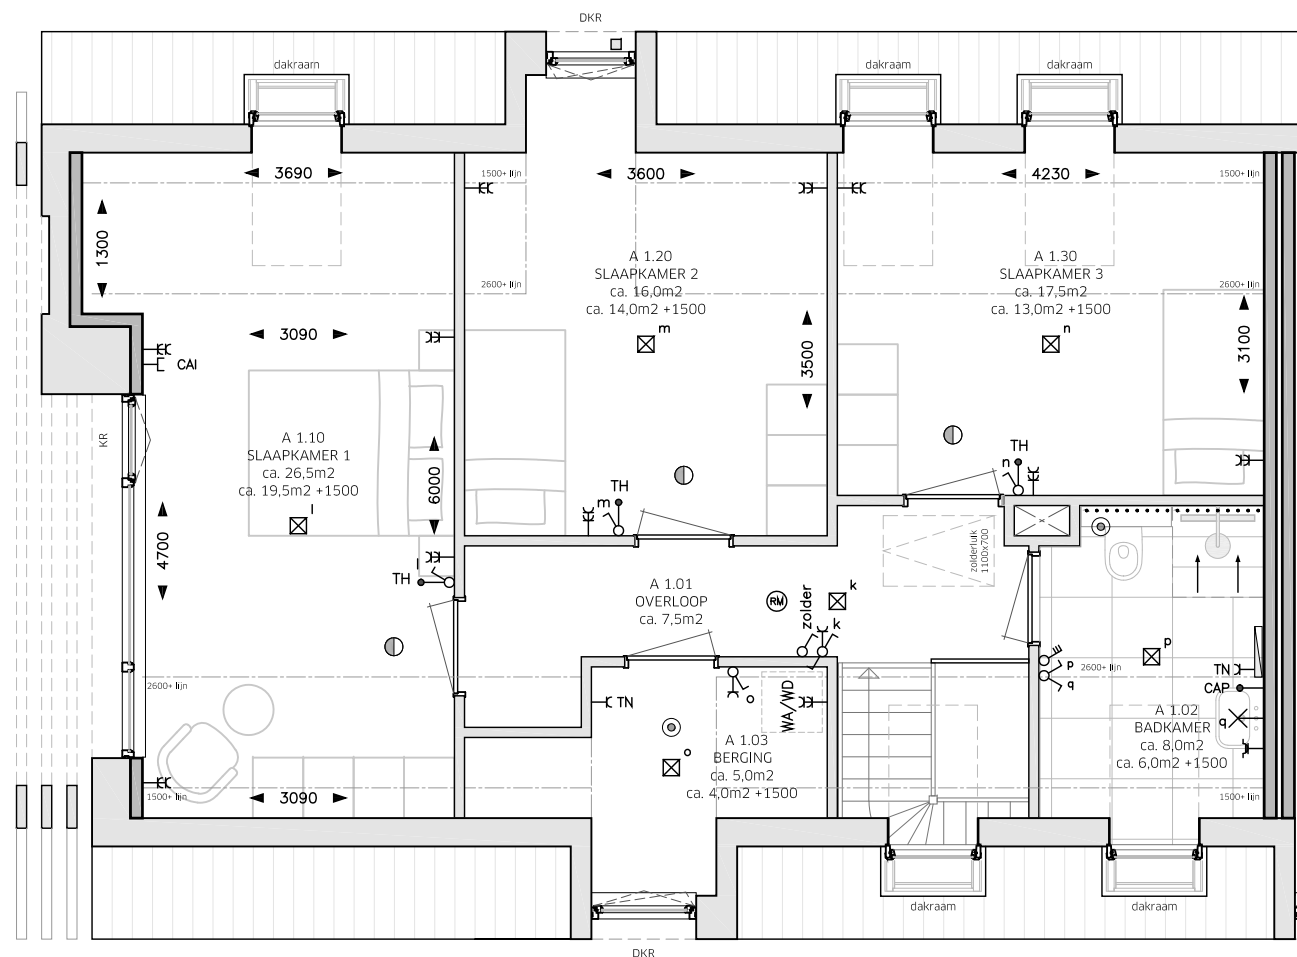 DKR
dakraam
dakraam
dakraam
3690
1500+ lijn
3600
4230
1500+ lijn
1300
2600+ lijn
A 1.20
SLAAPKAMER 2
ca. 16,0m2
ca. 14,0m2 +1500
m
A 1.30
SLAAPKAMER 3
ca. 17,5m2
ca. 13,0m2 +1500
n
2600+ lijn
3090
3500
3100
CAI
KR
A 1.10
SLAAPKAMER 1
ca. 26,5m2
ca. 19,5m2 +1500
l
6000
4700
TH
m
TH
n
l
TH
zolderluik
1100x700
A 1.01
OVERLOOP
ca. 7,5m2
RM
zolder
k
k
p
p
q
2600+ lijn
TN
CAP
q
2600+ lijn
TN
o
WA/WD
A 1.03
BERGING
ca. 5,0m2
ca. 4,0m2 +1500
o
A 1.02
BADKAMER
ca. 8,0m2
ca. 6,0m2 +1500
1500+ lijn
3090
1500+ lijn
dakraam
dakraam
DKR